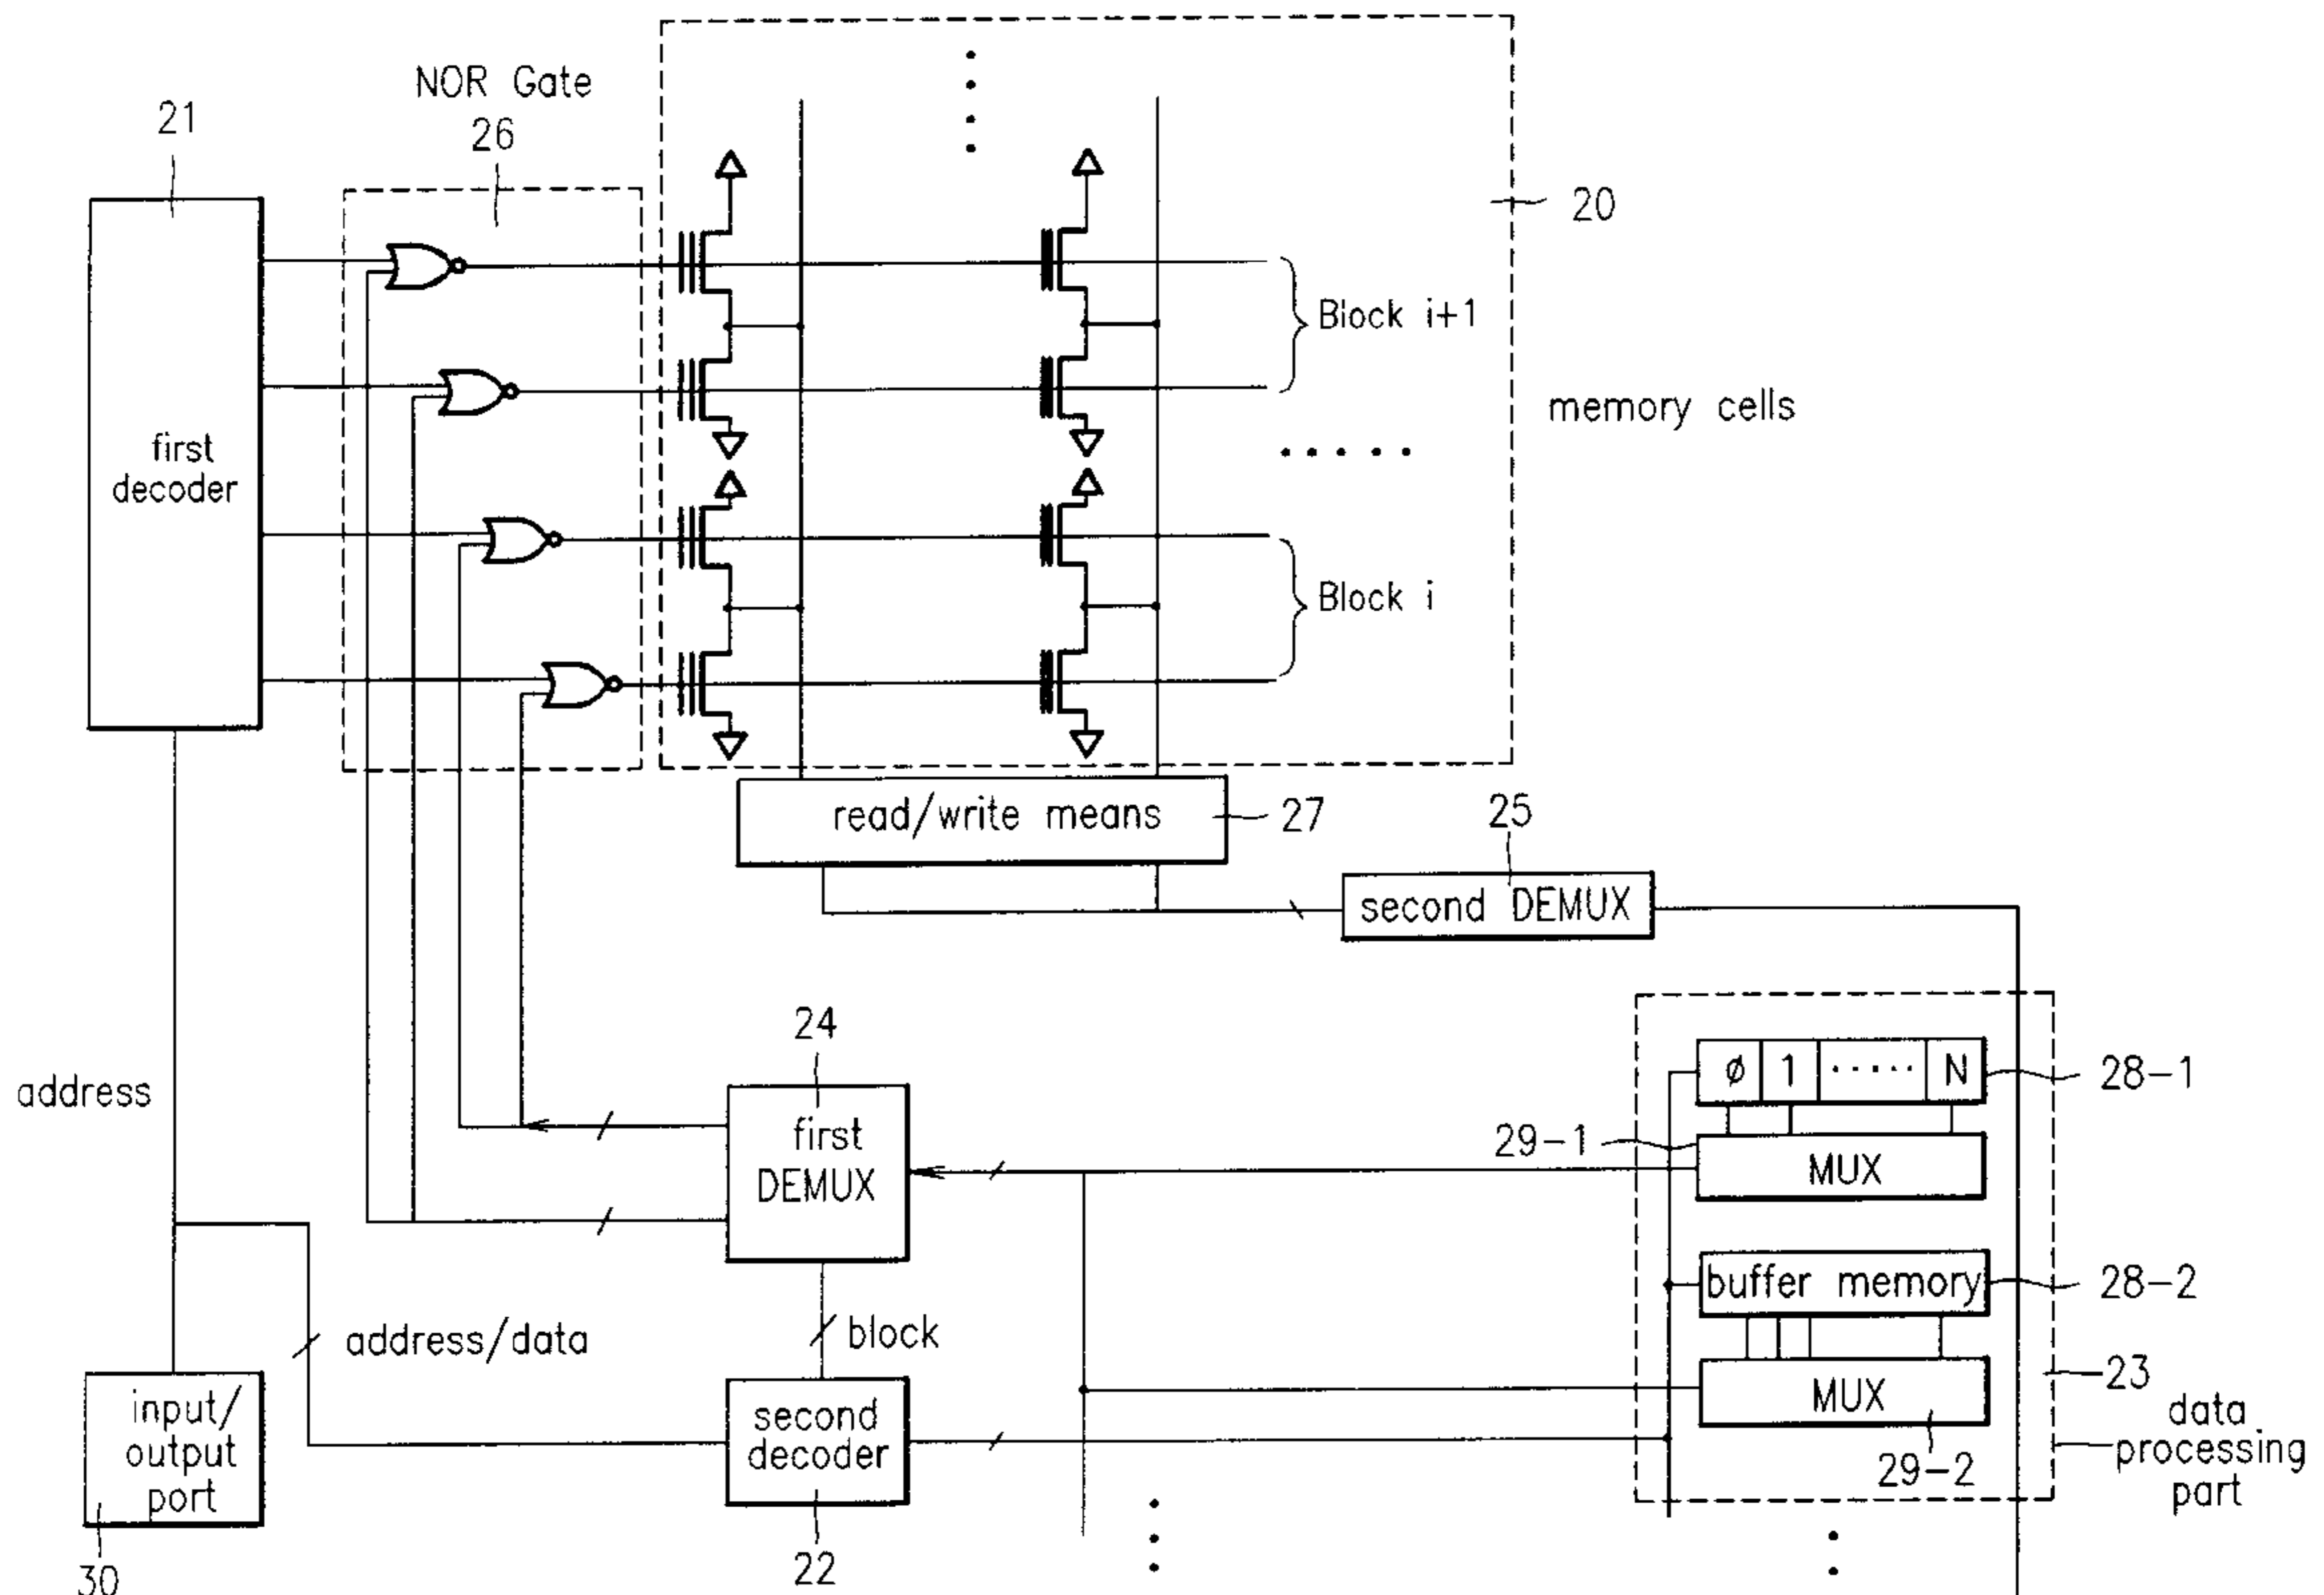 NOR Gate
26
21
20
first
decoder
Block i+1
memory cells
Block i
read/write means
27
25
second DEMUX
24
first
DEMUX
address
ø 1 ..... N
28-1
29-1
MUX
buffer memory
28-2
address/data
block
MUX
23
data
processing
part
29-2
input/
output
port
second
decoder
22
30